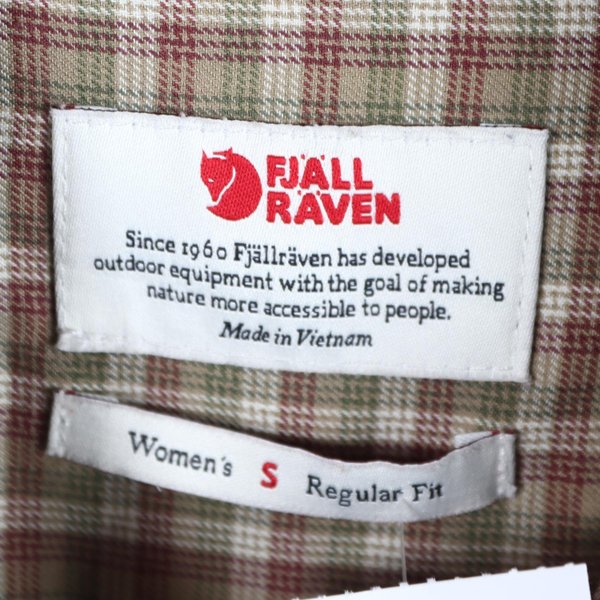 FJÄLL
RÄVEN
Since 1960 Fjällräven has developed
outdoor equipment with the goal of making
nature more accessible to people.
Made in Vietnam
Women's S Regular Fit